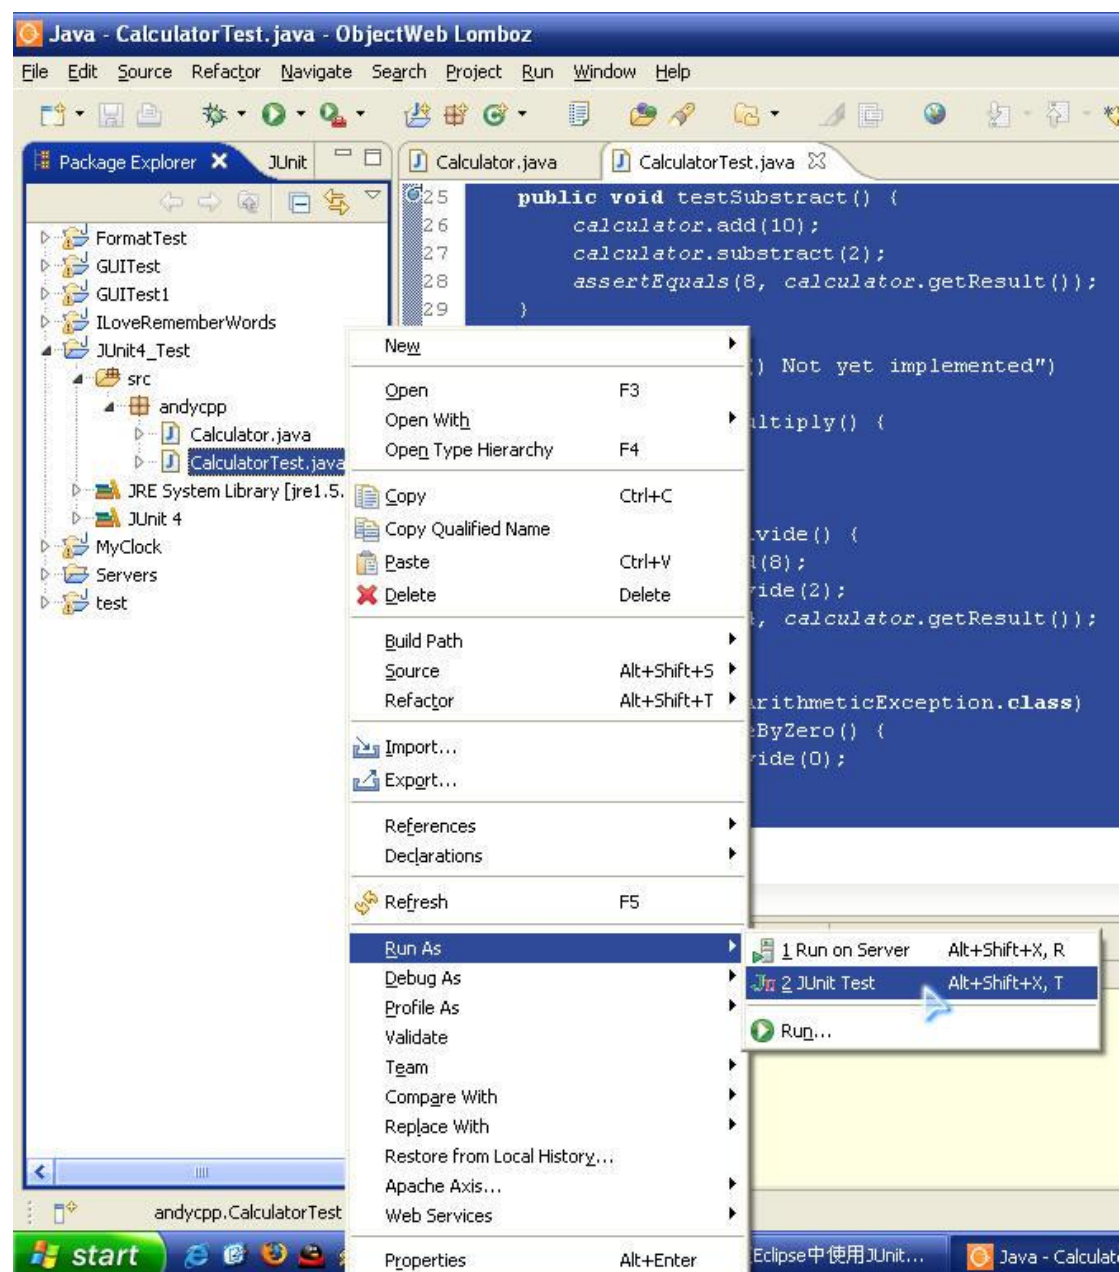 Java - CalculatorTest.java - ObjectWeb Lomboz
File Edit Source Refactor Navigate Search Project Run Window Help
Package Explorer JUnit
Calculator.java CalculatorTest.java
FormatTest
GUITest
GUITest1
ILoveRememberWords
JUnit4_Test
src
andycpp
Calculator.java
CalculatorTest.java
JRE System Library [jre1.5.
JUnit 4
MyClock
Servers
test
25 public void testSubstract() {
26 calculator.add(10);
27 calculator.substract(2);
28 assertEquals(8, calculator.getResult());
29 }
) Not yet implemented")
ultiply() {
vide() {
(8);
ide(2);
, calculator.getResult());
rithmeticException.class)
eByZero() {
ide(0);
New
Open F3
Open With
Open Type Hierarchy F4
Copy Ctrl+C
Copy Qualified Name
Paste Ctrl+V
Delete Delete
Build Path
Source Alt+Shift+S
Refactor Alt+Shift+T
Import...
Export...
References
Declarations
Refresh F5
Run As
Debug As
Profile As
Validate
Team
Compare With
Replace With
Restore from Local History...
Apache Axis...
Web Services
Properties Alt+Enter
1 Run on Server Alt+Shift+X, R
2 JUnit Test Alt+Shift+X, T
Run...
andycpp.CalculatorTest
start
Eclipse中使用JUnit...
Java - Calculat